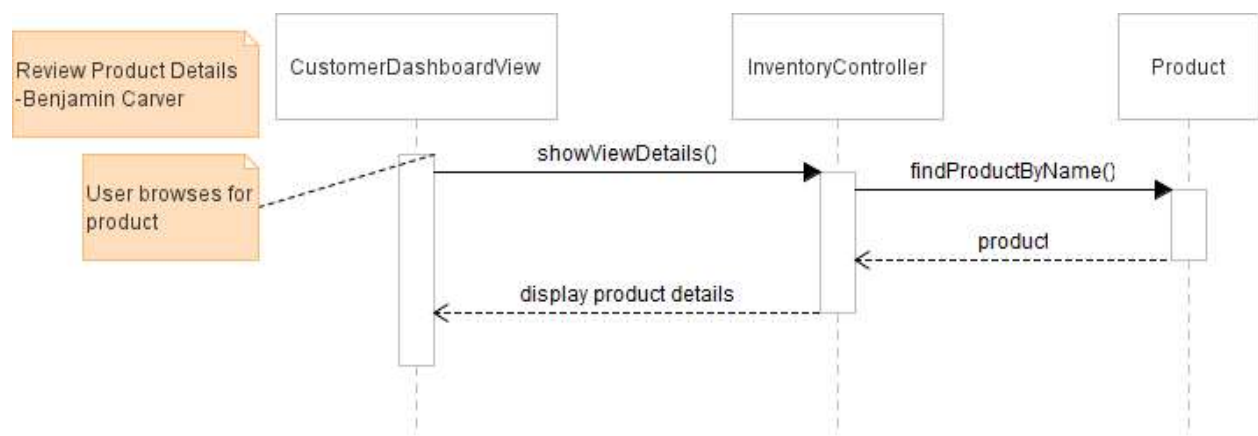 Review Product Details
-Benjamin Carver
CustomerDashboardView
InventoryController
Product
User browses for
product
showViewDetails()
findProductByName()
product
display product details